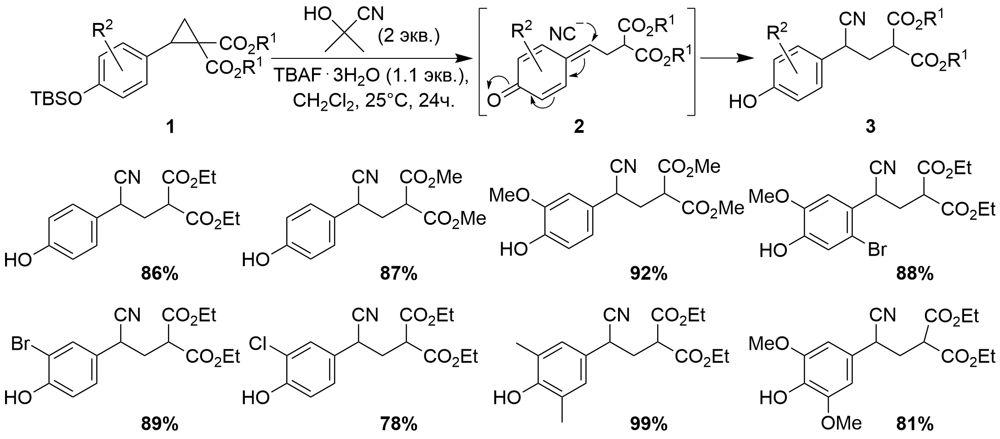 HO CN (2 экв.)
R² CO₂R¹ CO₂R¹ TBSO
TBAF · 3H₂O (1.1 экв.),
CH₂Cl₂, 25°C, 24ч.
R² NC⁻ CO₂R¹ CO₂R¹ O
R² CN CO₂R¹ CO₂R¹ HO
1 2 3
CN CO₂Et CO₂Et HO
CN CO₂Me CO₂Me HO
CN CO₂Me MeO CO₂Me HO
CN CO₂Et MeO CO₂Et HO Br
86% 87% 92% 88%
CN CO₂Et Br CO₂Et HO
CN CO₂Et Cl CO₂Et HO
CN CO₂Et CO₂Et HO
CN CO₂Et MeO CO₂Et HO OMe
89% 78% 99% 81%